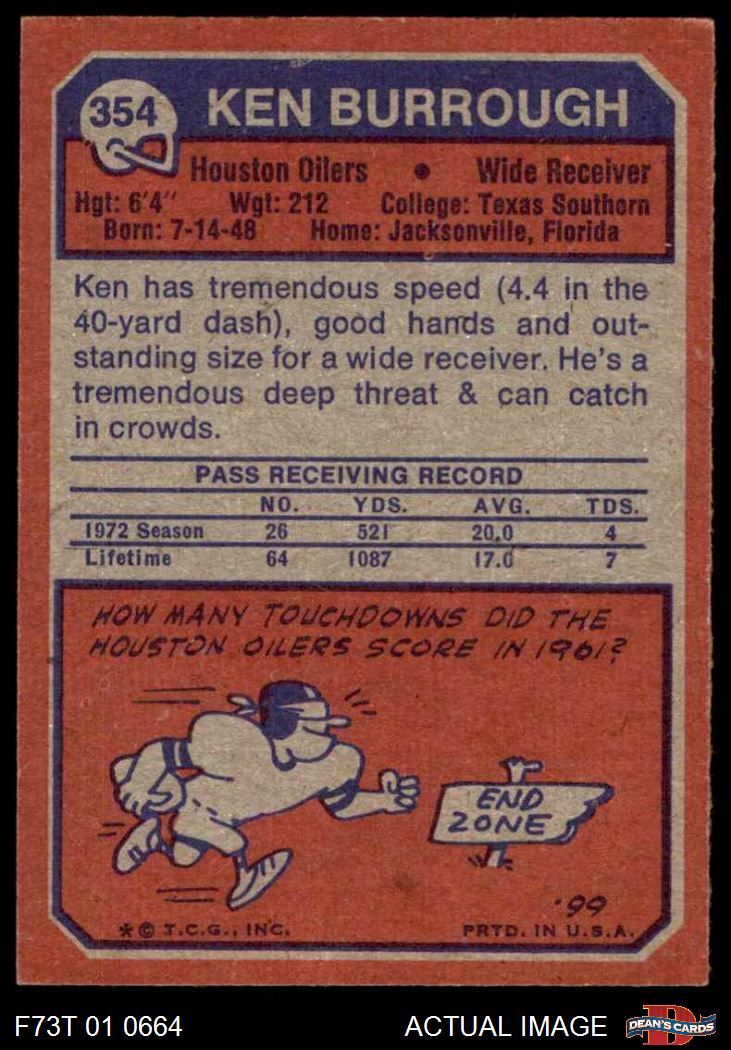 354
KEN BURROUGH
Houston Oilers • Wide Receiver
Hgt: 6'4" Wgt: 212 College: Texas Southern
Born: 7-14-48 Home: Jacksonville, Florida
Ken has tremendous speed (4.4 in the
40-yard dash), good hands and out-
standing size for a wide receiver. He's a
tremendous deep threat & can catch
in crowds.
PASS RECEIVING RECORD
NO. YDS. AVG. TDS.
1972 Season 26 521 20.0 4
Lifetime 64 1087 17.0 7
HOW MANY TOUCHDOWNS DID THE
HOUSTON OILERS SCORE IN 1961?
END
ZONE
'99
* © T.C.G., INC. PRTD. IN U.S.A.
F73T 01 0664 ACTUAL IMAGE
D
DEAN'S CARDS